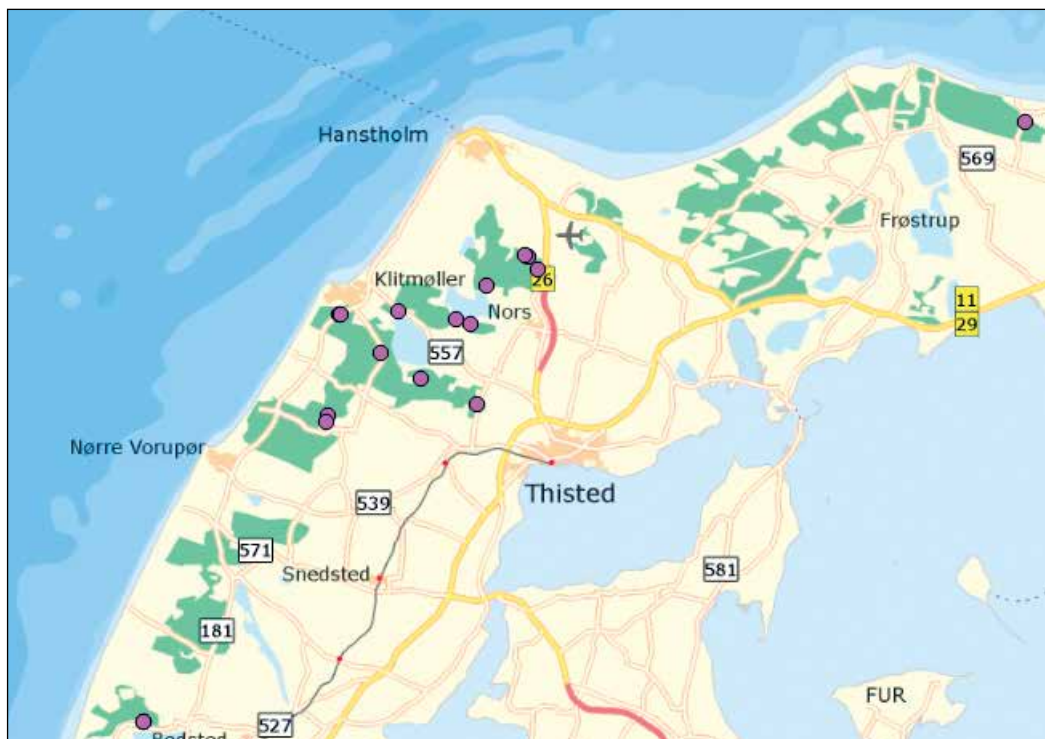 Hanstholm
569
Frøstrup
Klitmøller
26
11
Nors
29
557
Nørre Vorupør
Thisted
539
571
Snedsted
581
181
FUR
527